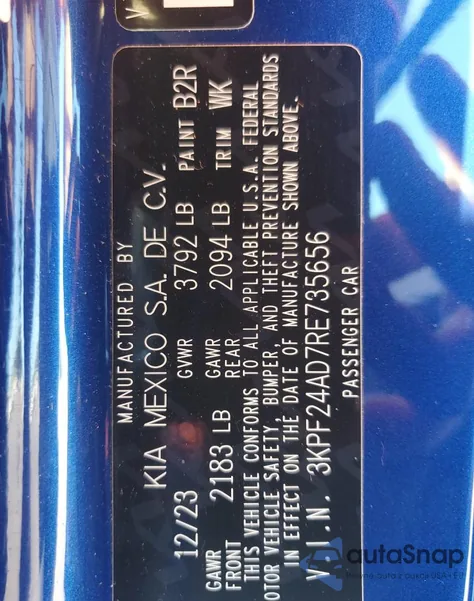 MANUFACTURED BY
KIA MEXICO S.A. DE C.V.
12/23 GVWR 3792 LB PAINT B2R
GAWR FRONT 2183 LB GAWR REAR 2094 LB TRIM WK
THIS VEHICLE CONFORMS TO ALL APPLICABLE U.S.A. FEDERAL
OTOR VEHICLE SAFETY, BUMPER, AND THEFT PREVENTION STANDARDS
IN EFFECT ON THE DATE OF MANUFACTURE SHOWN ABOVE.
V.I.N. 3KPF24AD7RE735656
PASSENGER CAR
autoSnap